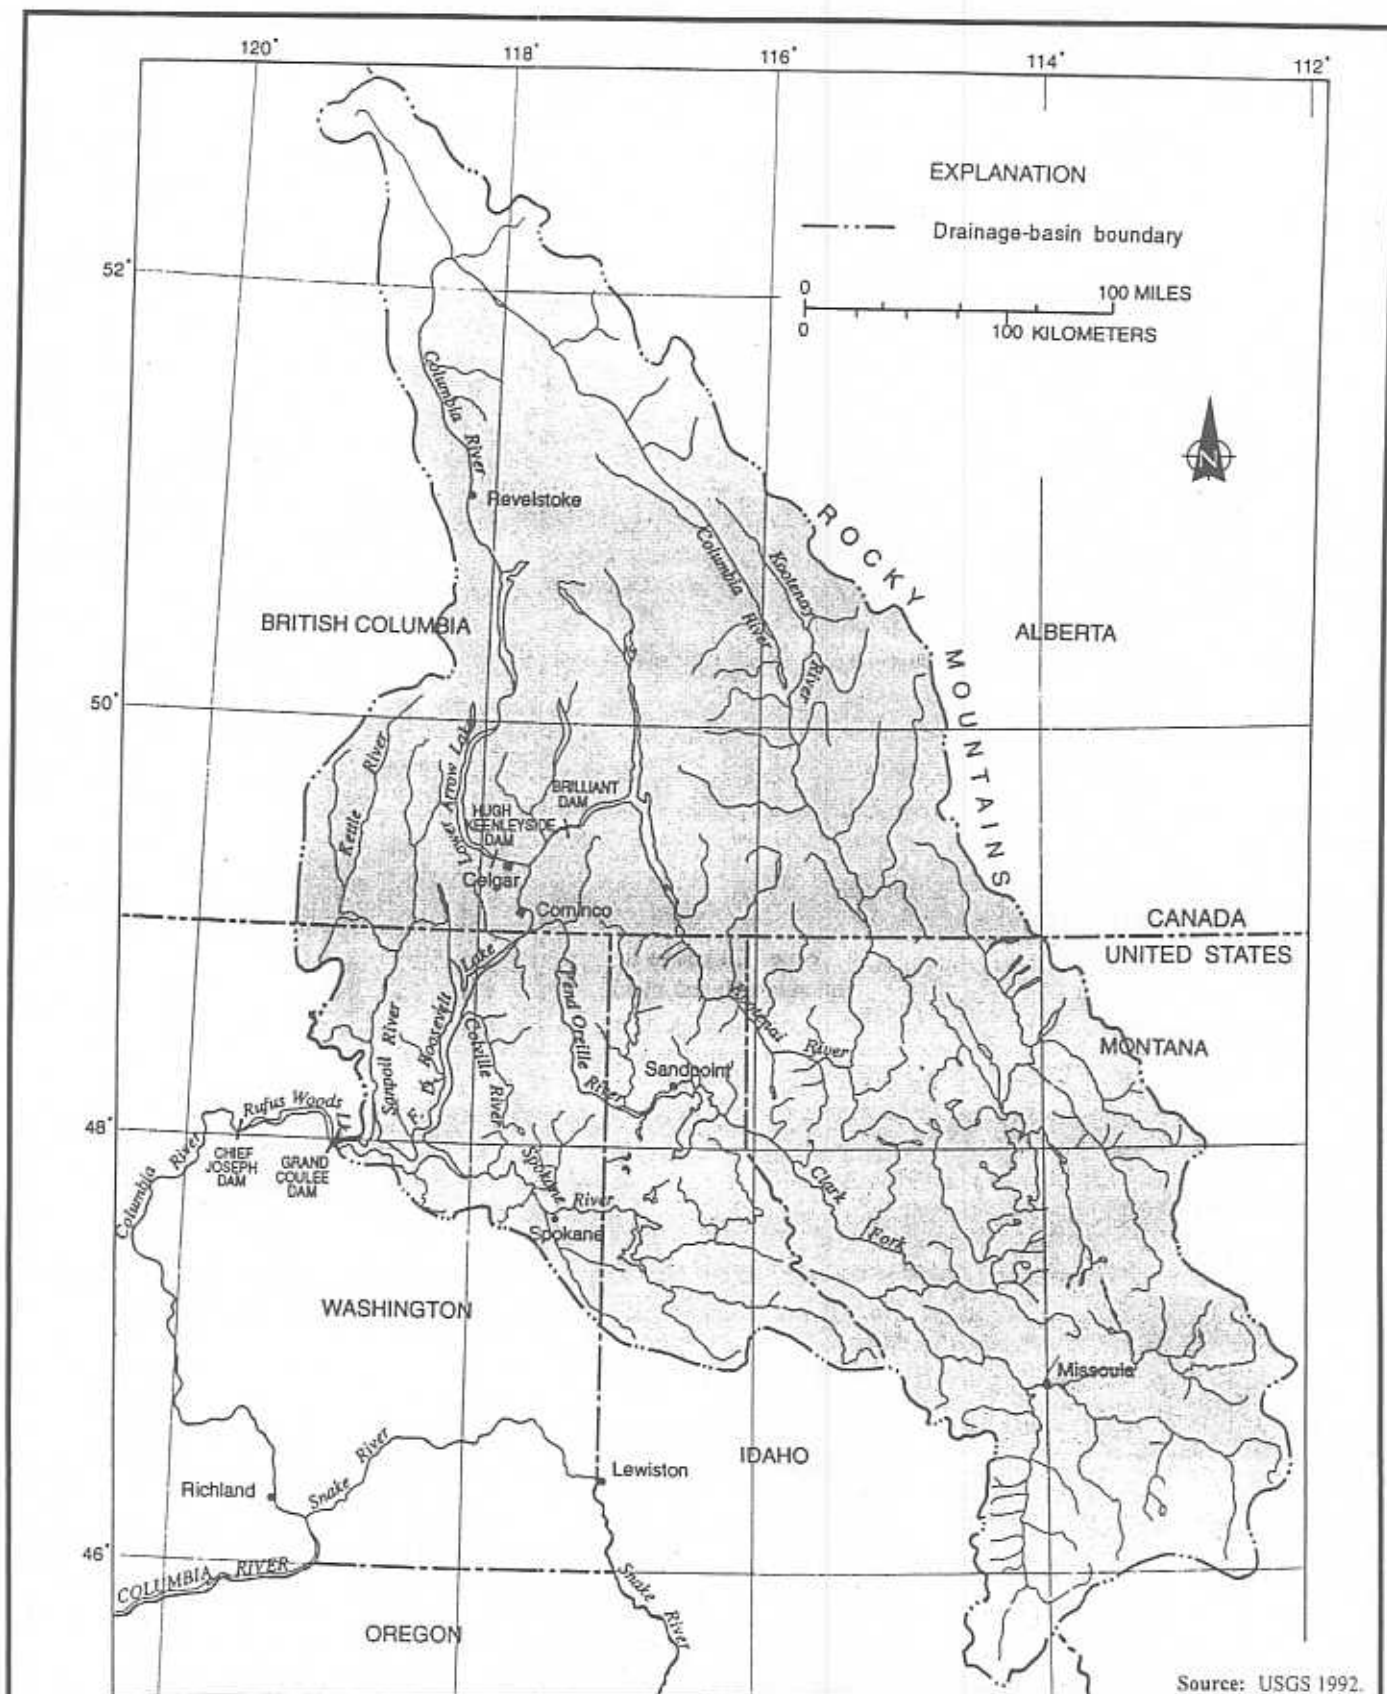 120°
118°
116°
114°
112°
EXPLANATION
Drainage-basin boundary
52°
0
100 MILES
0
100 KILOMETERS
Columbia
River
N
Revelstoke
ROCKY
MOUNTAINS
Columbia
River
Kootenay
River
BRITISH COLUMBIA
ALBERTA
50°
Kettle
River
Lower Arrow Lake
BRILLIANT
DAM
HUGH
KEENLEYSIDE
DAM
Celgar
Cominco
CANADA
UNITED STATES
Lake
F. D. Roosevelt
Sanpoil River
Colville
River
Pend Oreille
River
Kootenai
River
MONTANA
Sandpoint
Rufus Woods
Lk
48°
Columbia
River
CHIEF
JOSEPH
DAM
GRAND
COULEE
DAM
Spokane
River
Spokane
Clark
Fork
WASHINGTON
Missoula
IDAHO
Snake
River
Lewiston
Richland
46°
COLUMBIA
RIVER
Snake
River
OREGON
Source: USGS 1992.